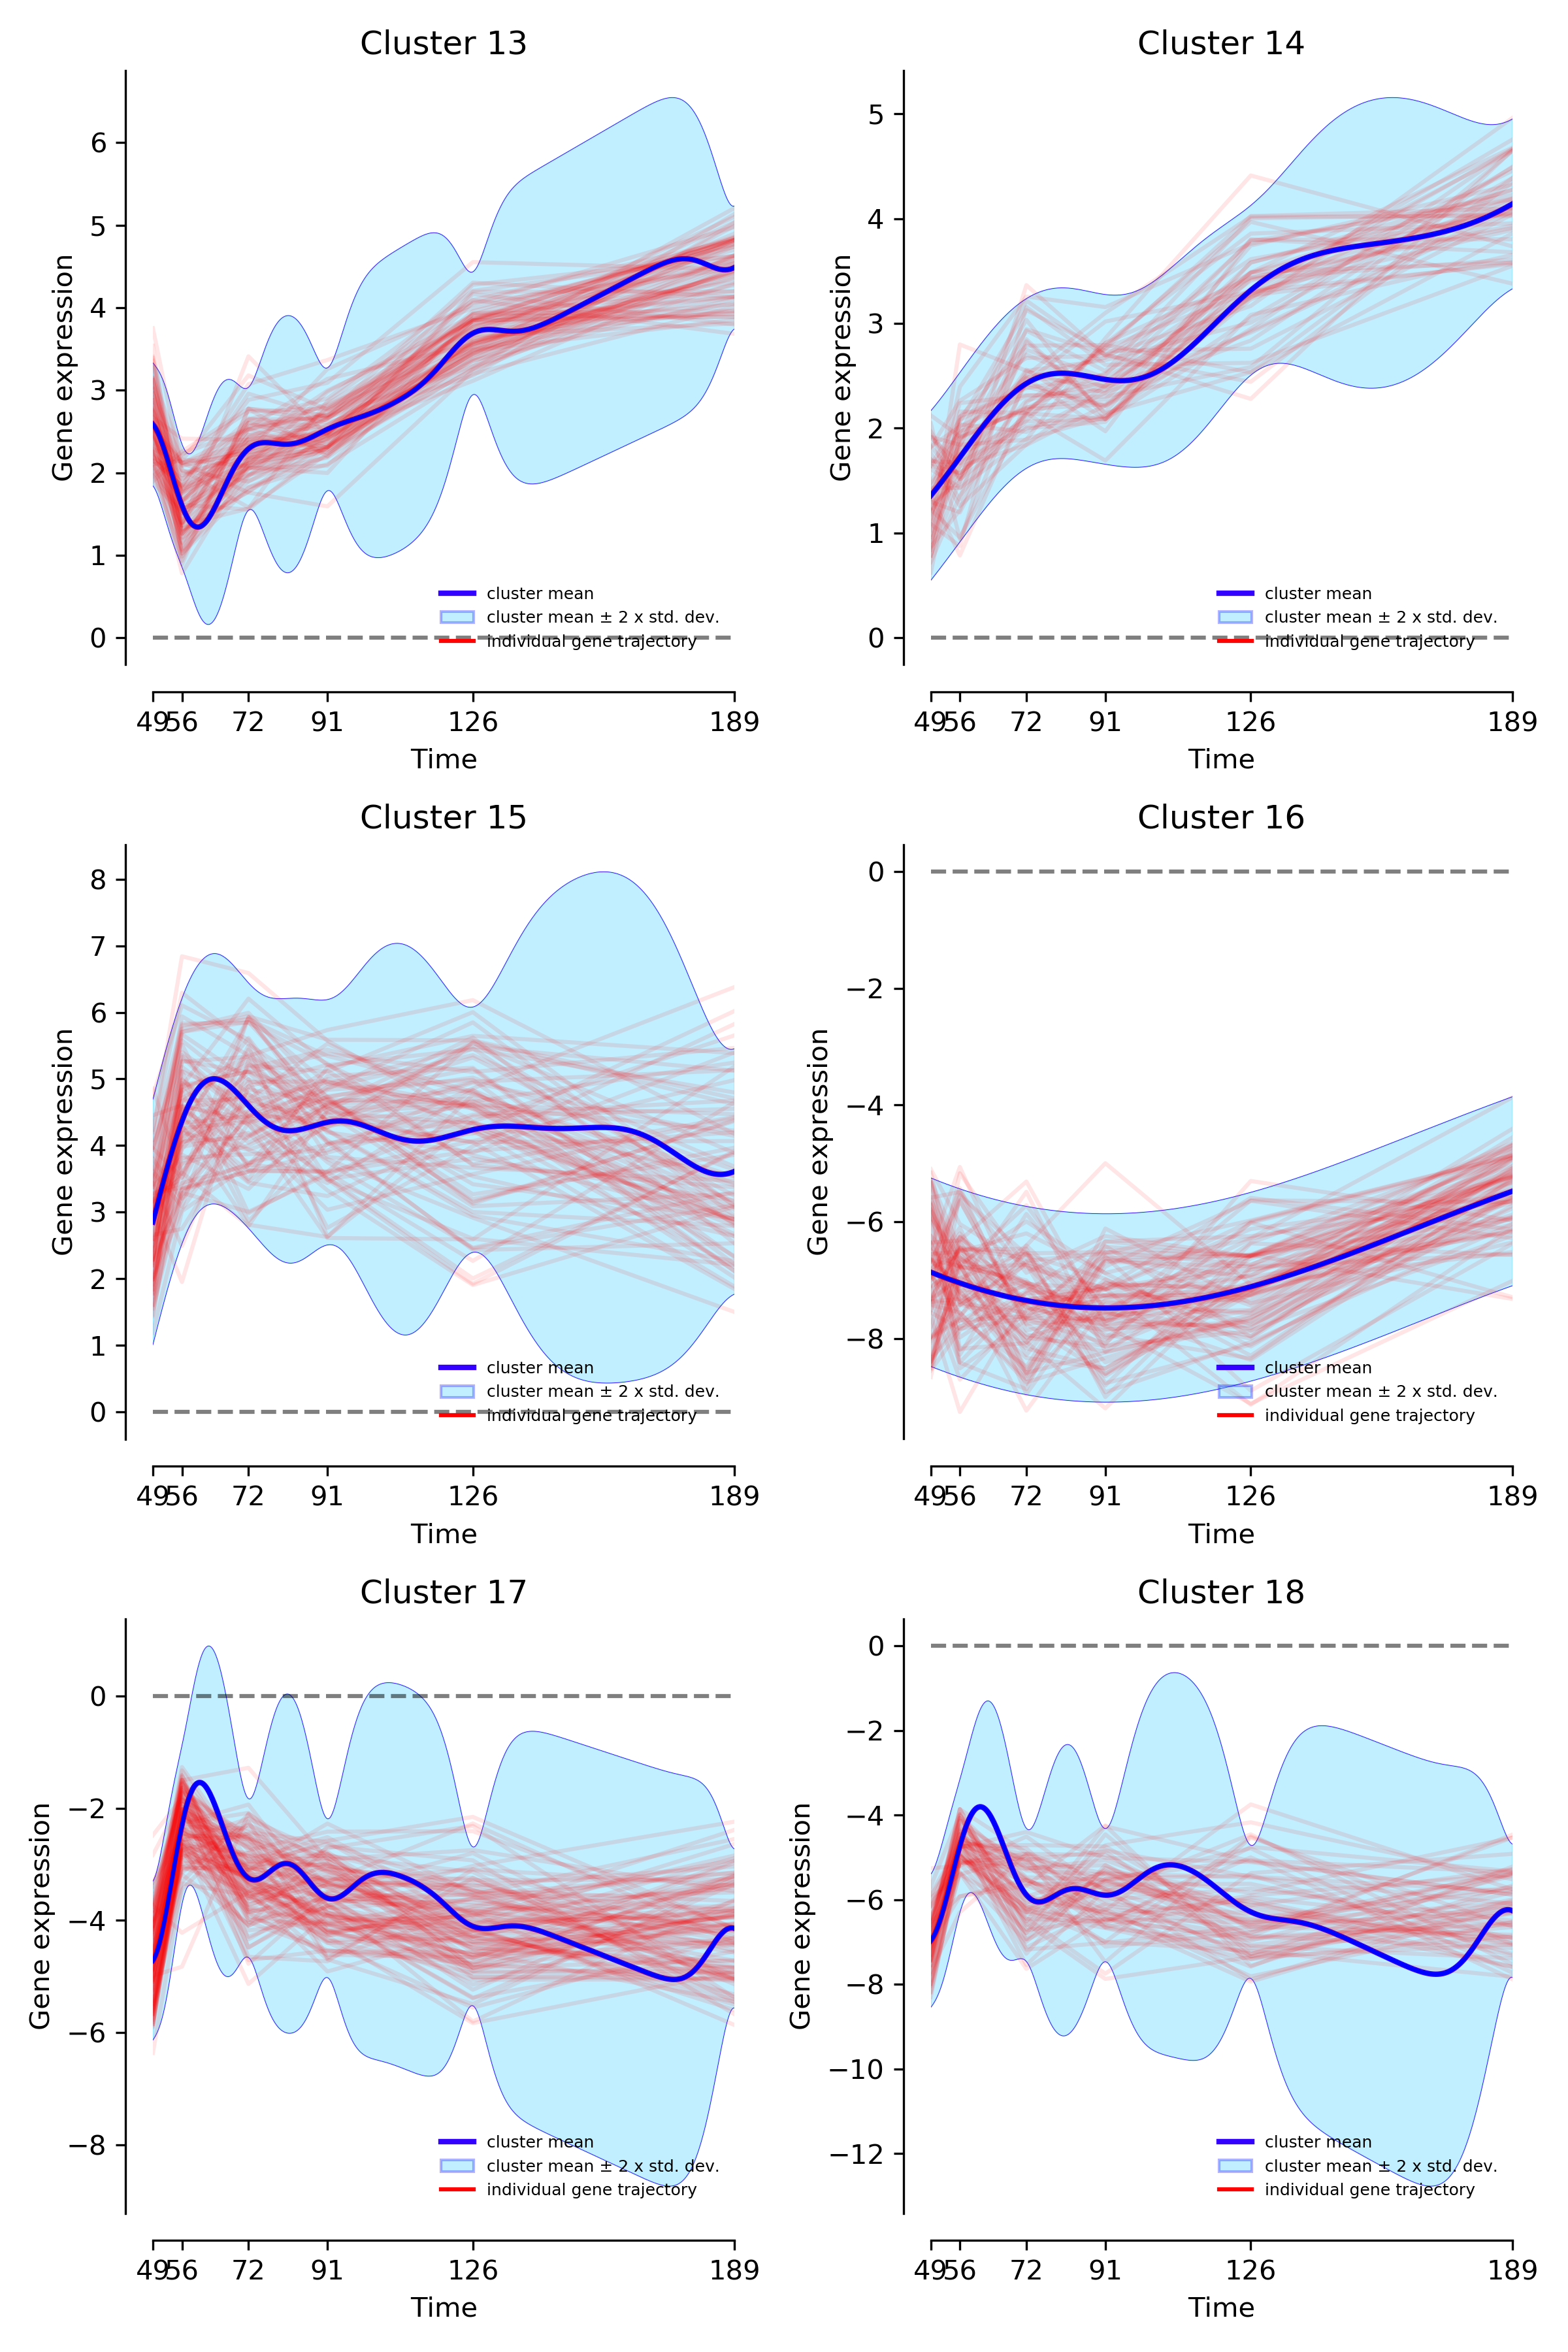 Cluster 13
Gene expression
6
5
4
3
2
1
0
cluster mean
cluster mean ± 2 x std. dev.
individual gene trajectory
49 56 72 91 126 189
Time
Cluster 14
Gene expression
5
4
3
2
1
0
cluster mean
cluster mean ± 2 x std. dev.
individual gene trajectory
49 56 72 91 126 189
Time
Cluster 15
Gene expression
8
7
6
5
4
3
2
1
0
cluster mean
cluster mean ± 2 x std. dev.
individual gene trajectory
49 56 72 91 126 189
Time
Cluster 16
Gene expression
0
−2
−4
−6
−8
cluster mean
cluster mean ± 2 x std. dev.
individual gene trajectory
49 56 72 91 126 189
Time
Cluster 17
Gene expression
0
−2
−4
−6
−8
cluster mean
cluster mean ± 2 x std. dev.
individual gene trajectory
49 56 72 91 126 189
Time
Cluster 18
Gene expression
0
−2
−4
−6
−8
−10
−12
cluster mean
cluster mean ± 2 x std. dev.
individual gene trajectory
49 56 72 91 126 189
Time